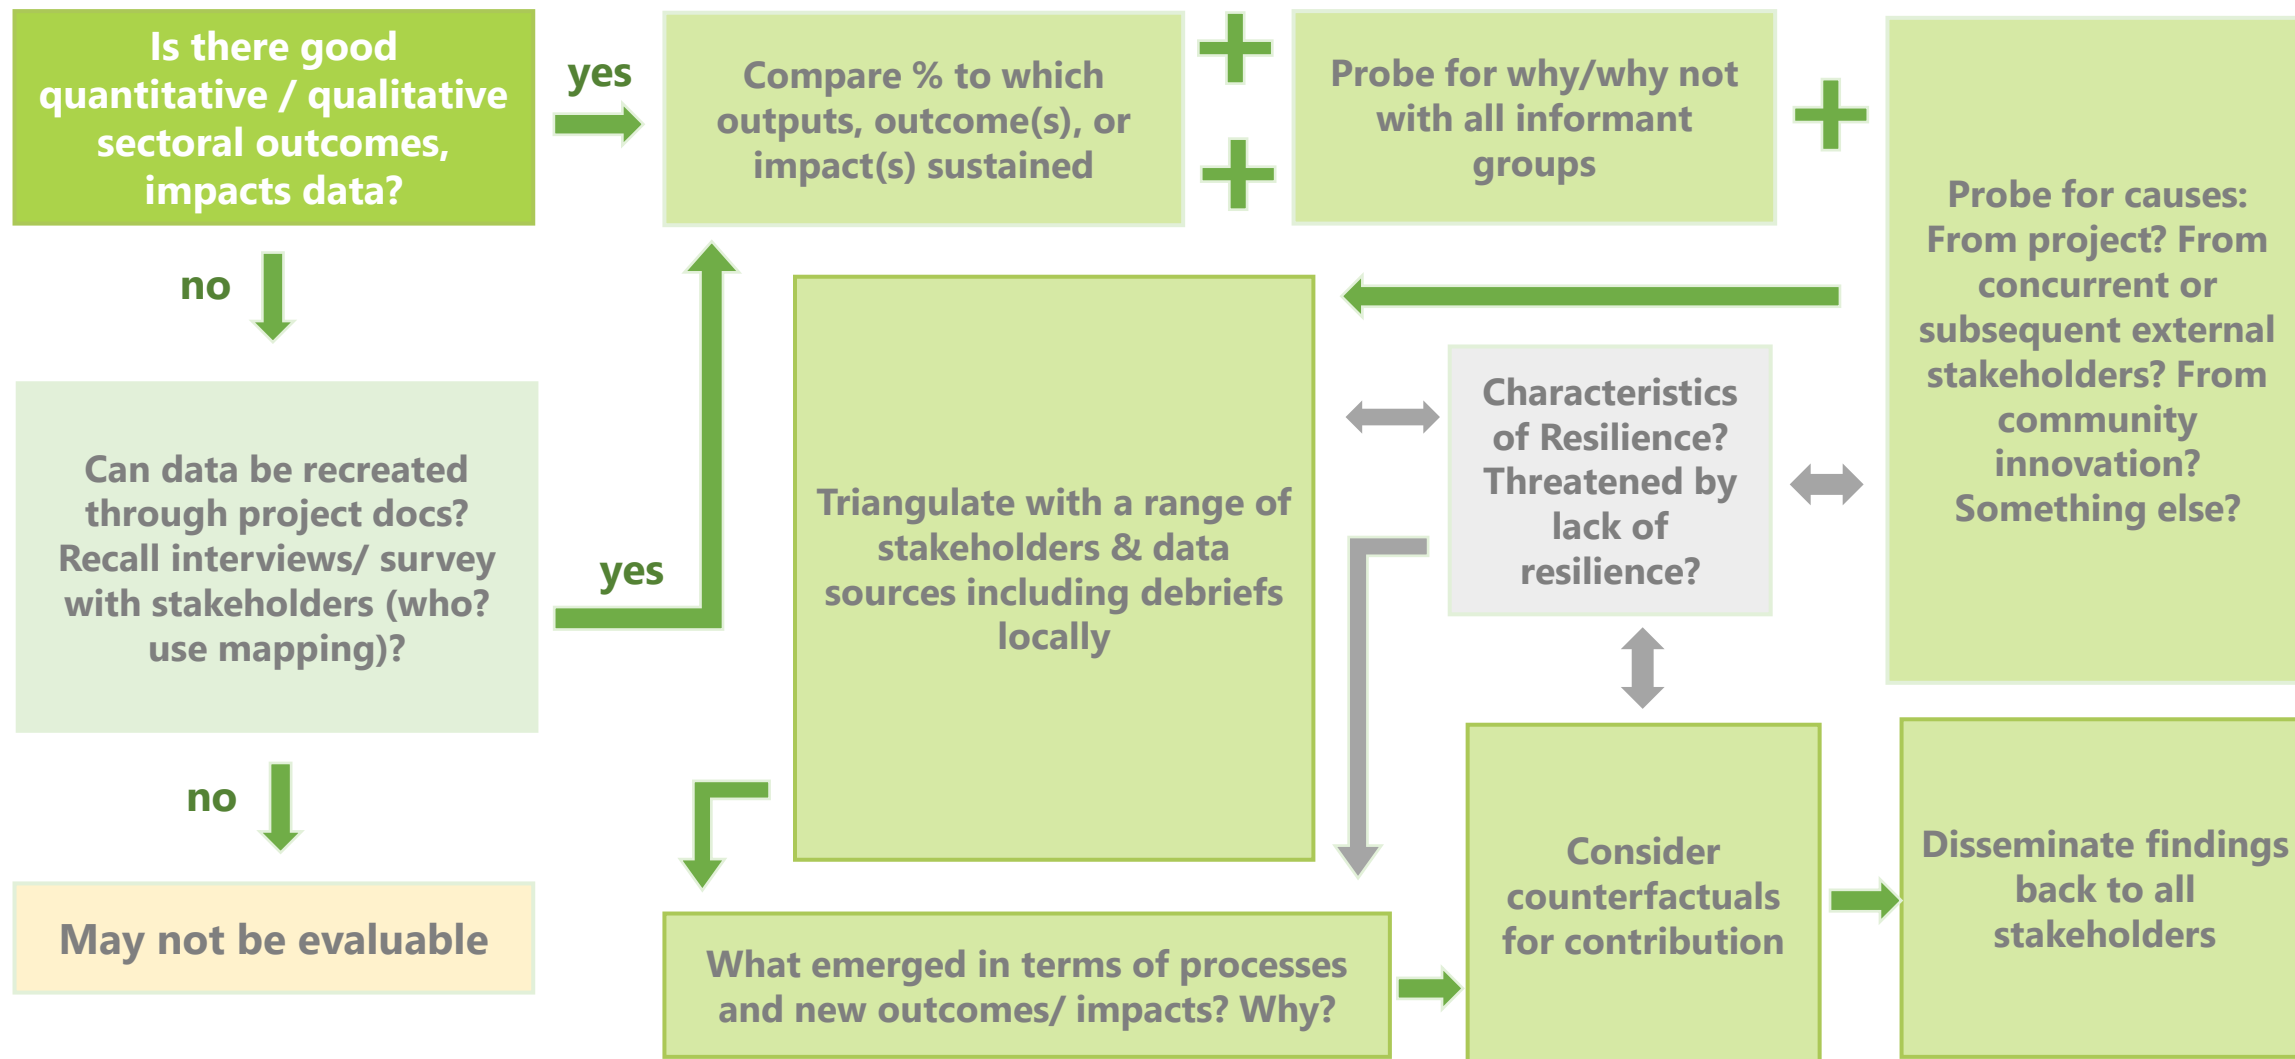 Is there good
quantitative / qualitative
sectoral outcomes,
impacts data?
yes
Compare % to which
outputs, outcome(s), or
impact(s) sustained
Probe for why/why not
with all informant
groups
Probe for causes:
From project? From
concurrent or
subsequent external
stakeholders? From
community
innovation?
Something else?
no
Can data be recreated
through project docs?
Recall interviews/ survey
with stakeholders (who?
use mapping)?
yes
Triangulate with a range of
stakeholders & data
sources including debriefs
locally
Characteristics
of Resilience?
Threatened by
lack of
resilience?
no
May not be evaluable
What emerged in terms of processes
and new outcomes/ impacts? Why?
Consider
counterfactuals
for contribution
Disseminate findings
back to all
stakeholders